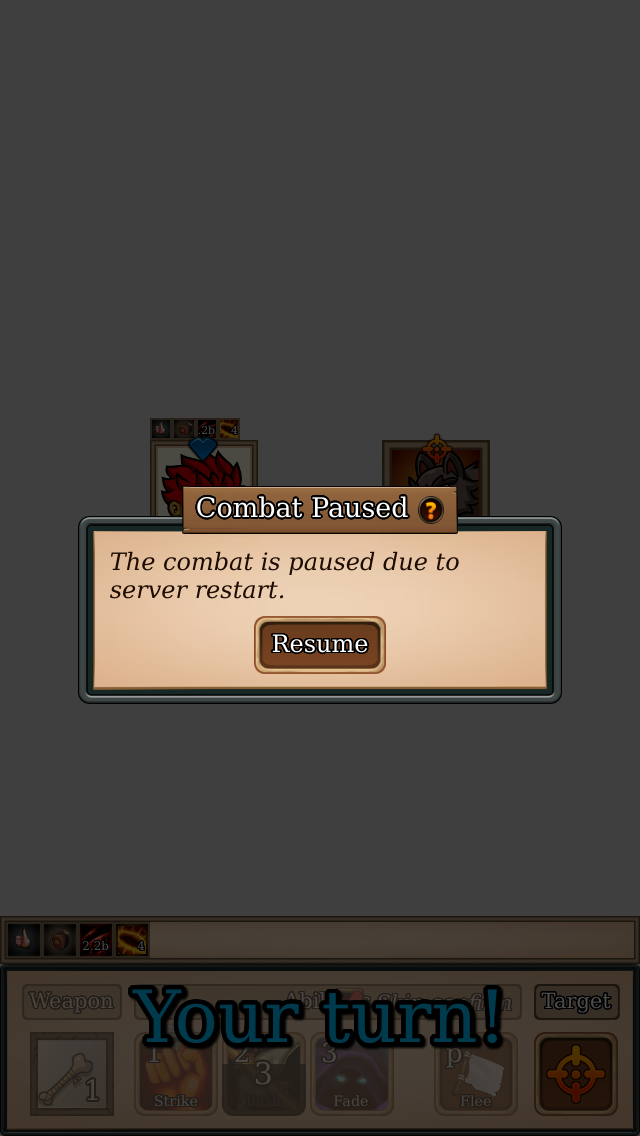 .2b 4
Combat Paused ?
The combat is paused due to
server restart.
Resume
2.2b 4
Weapon
Target
Your turn!
1
1
Strike
2
3
3
Fade
p
Flee